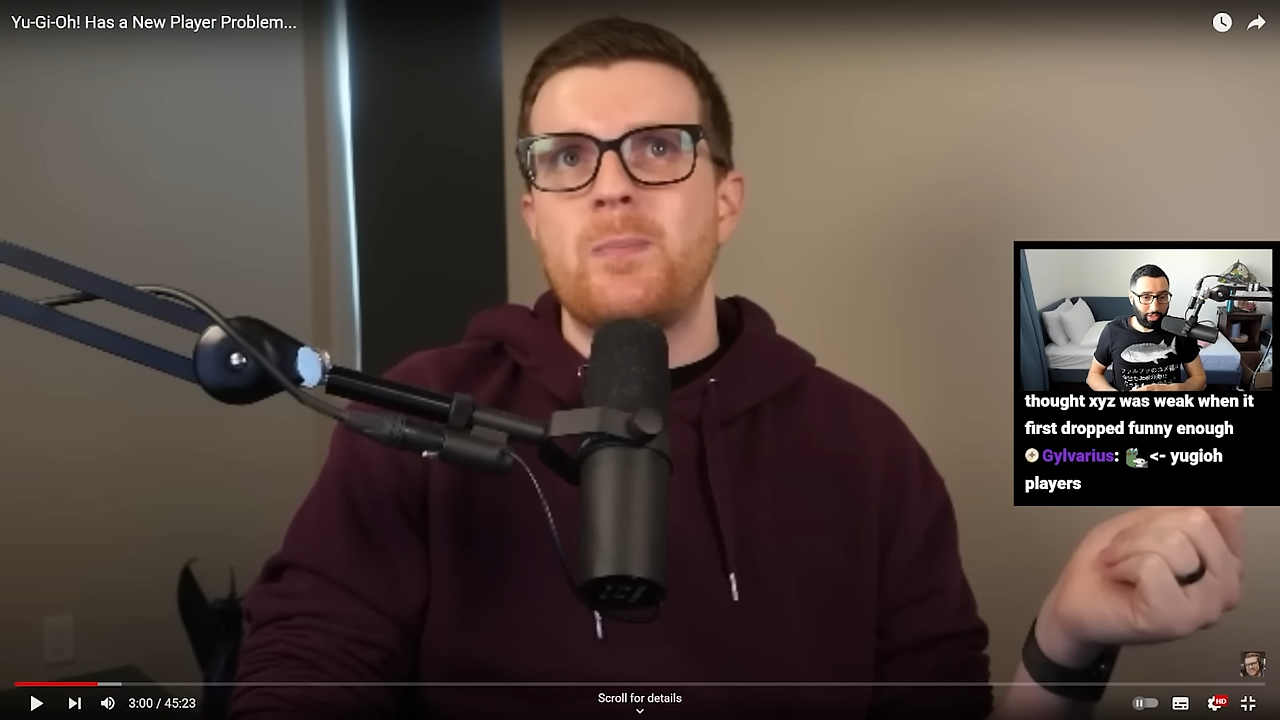 Yu-Gi-Oh! Has a New Player Problem...
thought xyz was weak when it
first dropped funny enough
Gylvarius: <- yugioh
players
3:00 / 45:23
Scroll for details
HD